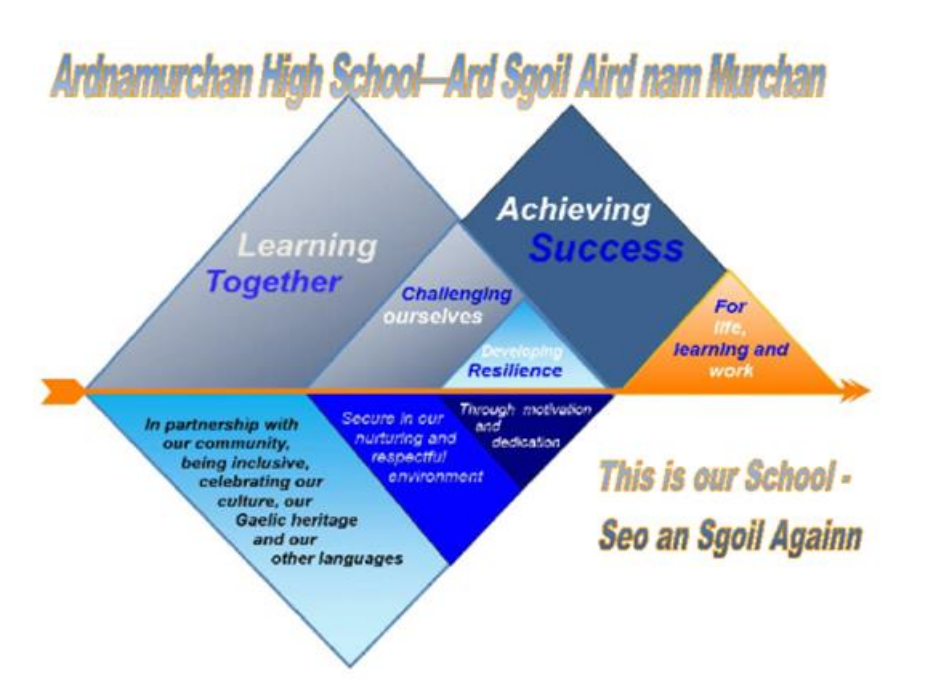 Ardnamurchan High School—Ard Sgoil Aird nam Murchan
Learning
Together
Challenging
ourselves
Developing
Resilience
Achieving
Success
For
life,
learning and
work
In partnership with
our community,
being inclusive,
celebrating our
culture, our
Gaelic heritage
and our
other languages
Secure in our
nurturing and
respectful
environment
Through motivation
and
dedication
This is our School -
Seo an Sgoil Againn